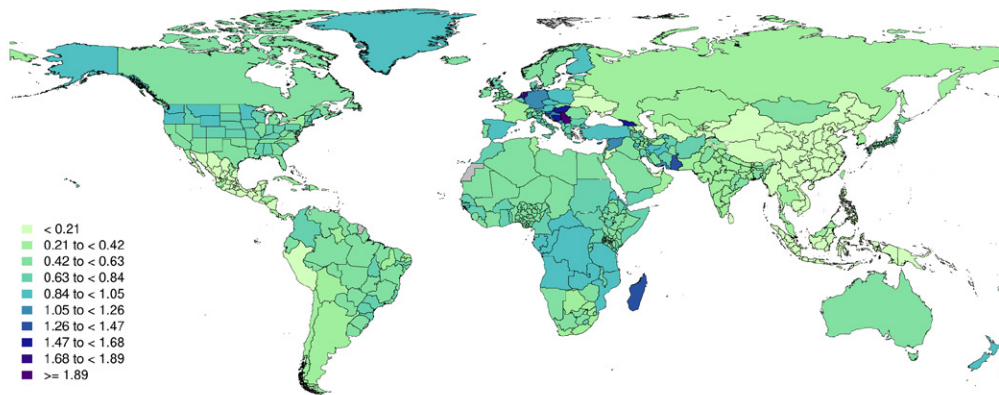 < 0.21
0.21 to < 0.42
0.42 to < 0.63
0.63 to < 0.84
0.84 to < 1.05
1.05 to < 1.26
1.26 to < 1.47
1.47 to < 1.68
1.68 to < 1.89
>= 1.89